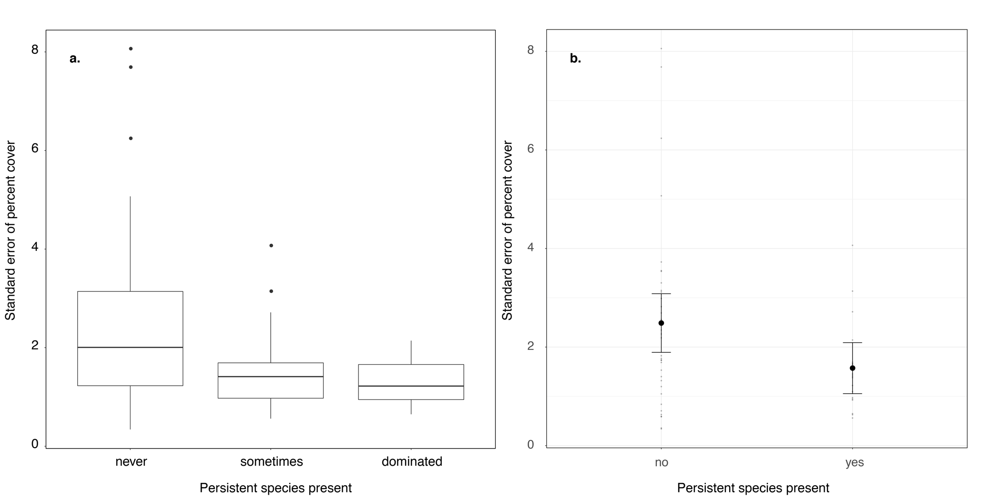 a.
8
6
4
2
0
Standard error of percent cover
never sometimes dominated
Persistent species present
b.
8
6
4
2
0
Standard error of percent cover
no yes
Persistent species present